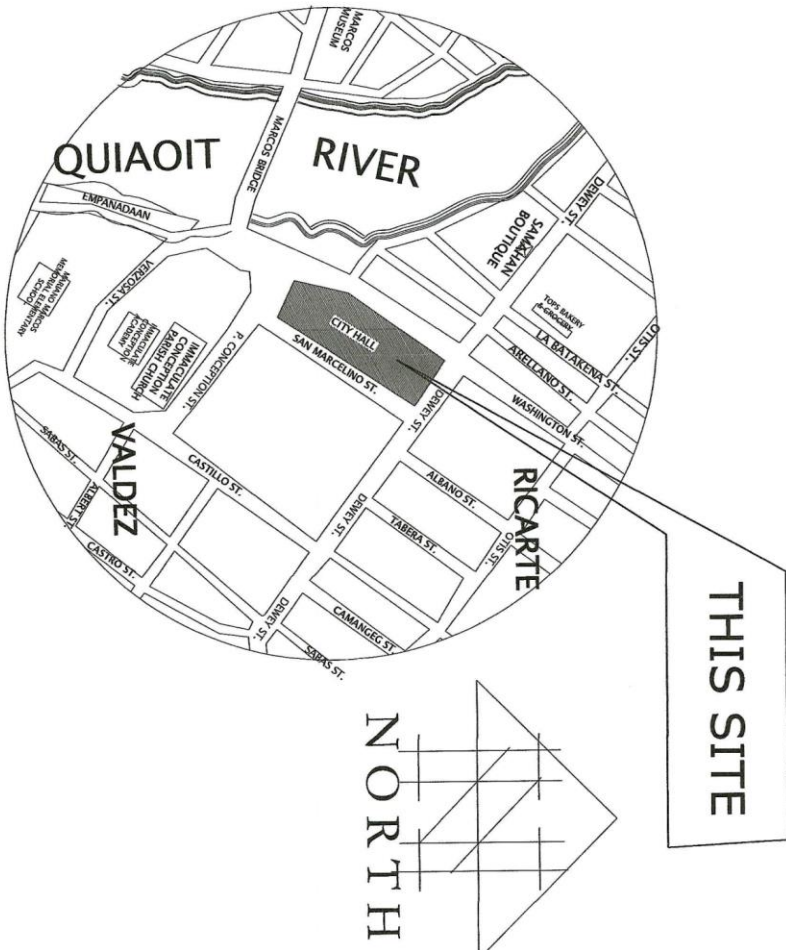 MARCOS
MUSEUM
MARCOS BRIDGE
QUIAOIT
RIVER
EMPANADAAN
DEWEY ST.
SAMAHAN
BOUTIQUE
TOPS BAKERY
& GROCERY
OTIS ST.
LA BATAKENA ST.
ARELLANO ST.
WASHINGTON ST.
VERZOSA ST.
MARIANO MARCOS
MEMORIAL ELEMENTARY
SCHOOL
IMMACULATE
CONCEPTION
ACADEMY
IMMACULATE
CONCEPTION
PARISH CHURCH
P. CONCEPTION ST.
CITY HALL
SAN MARCELINO ST.
DEWEY ST.
VALDEZ
SABAS ST.
ALBERT ST.
CASTRO ST.
CASTILLO ST.
DEWEY ST.
ALBANO ST.
TABERA ST.
RICARTE
OTIS ST.
DEWEY ST.
CAMANGEG ST.
SABAS ST.
THIS SITE
NORTH